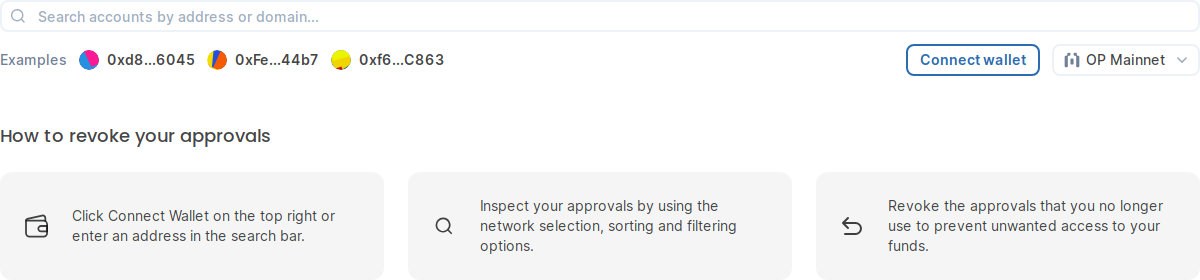 Search accounts by address or domain...
Examples 0xd8...6045 0xFe...44b7 0xf6...C863 Connect wallet OP Mainnet
How to revoke your approvals
Click Connect Wallet on the top right or
enter an address in the search bar.
Inspect your approvals by using the
network selection, sorting and filtering
options.
Revoke the approvals that you no longer
use to prevent unwanted access to your
funds.